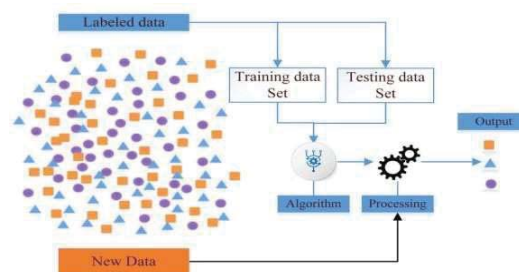 Labeled data
Training data
Set
Testing data
Set
Output
Algorithm
Processing
New Data